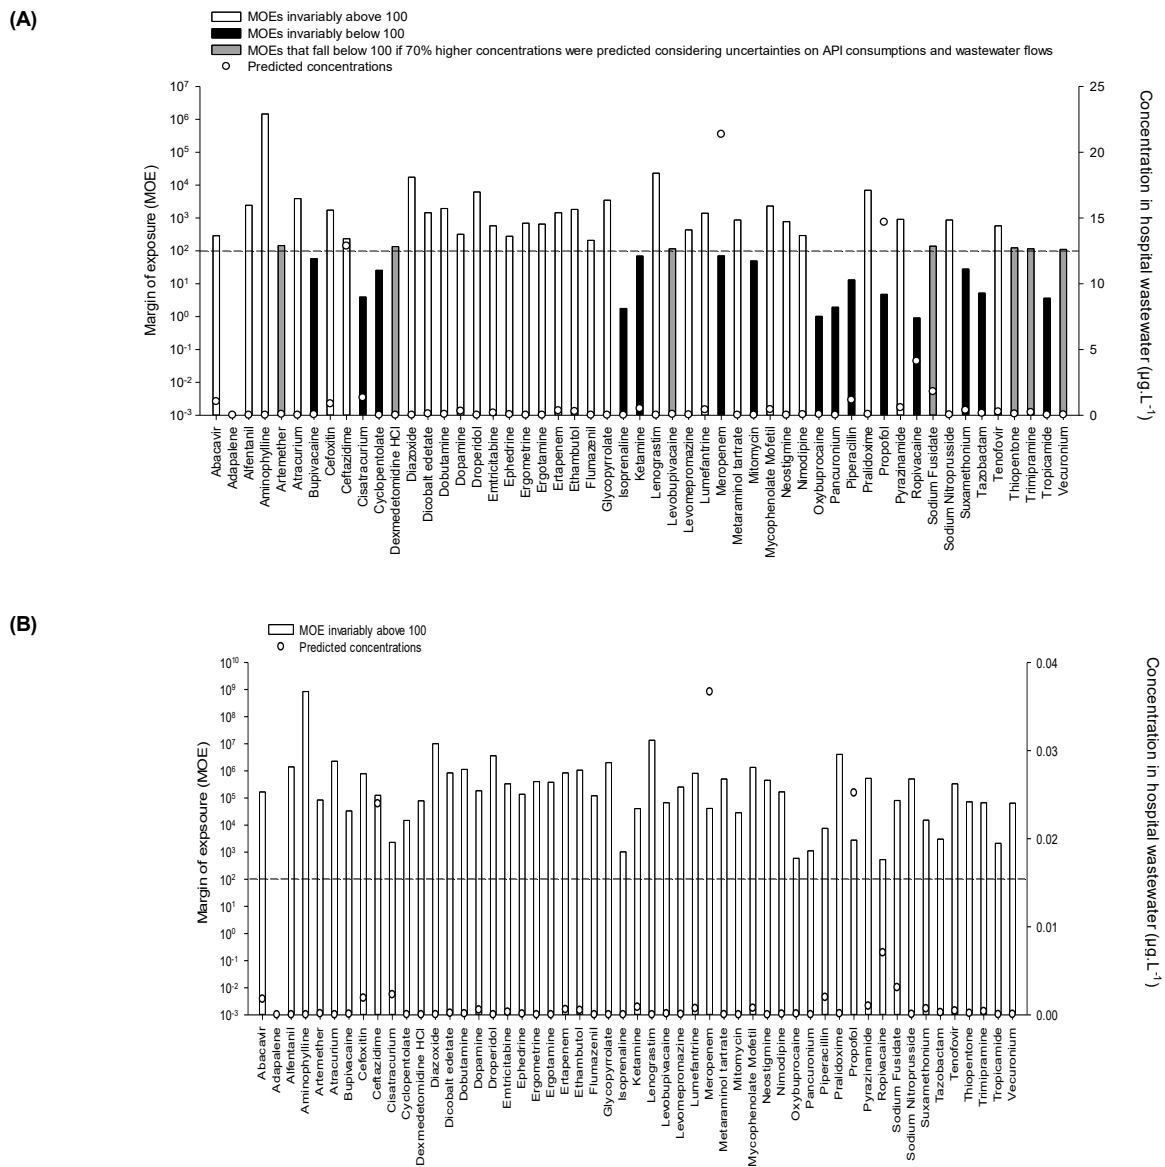 (A)
MOEs invariably above 100
MOEs invariably below 100
MOEs that fall below 100 if 70% higher concentrations were predicted considering uncertainties on API consumptions and wastewater flows
Predicted concentrations
Margin of exposure (MOE)
10⁷
10⁶
10⁵
10⁴
10³
10²
10¹
10⁰
10⁻¹
10⁻²
10⁻³
25
20
15
10
5
0
Concentration in hospital wastewater (µg.L⁻¹)
Abacavir
Adapalene
Alfentanil
Aminophylline
Artemether
Atracurium
Bupivacaine
Cefoxitin
Ceftazidime
Cisatracurium
Cyclopentolate
Dexmedetomidine HCl
Diazoxide
Dicobalt edetate
Dobutamine
Dopamine
Droperidol
Emtricitabine
Ephedrine
Ergometrine
Ergotamine
Ertapenem
Ethambutol
Flumazenil
Glycopyrrolate
Isoprenaline
Ketamine
Lenograstim
Levobupivacaine
Levomepromazine
Lumefantrine
Meropenem
Metaraminol tartrate
Mitomycin
Mycophenolate Mofetil
Neostigmine
Nimodipine
Oxybuprocaine
Pancuronium
Piperacillin
Pralidoxime
Propofol
Pyrazinamide
Ropivacaine
Sodium Fusidate
Sodium Nitroprusside
Suxamethonium
Tazobactam
Tenofovir
Thiopentone
Trimipramine
Tropicamide
Vecuronium
(B)
MOE invariably above 100
Predicted concentrations
Margin of expsoure (MOE)
10¹⁰
10⁹
10⁸
10⁷
10⁶
10⁵
10⁴
10³
10²
10¹
10⁰
10⁻¹
10⁻²
10⁻³
0.04
0.03
0.02
0.01
0.00
Concentration in hospital wastewater (µg.L⁻¹)
Abacavir
Adapalene
Alfentanil
Aminophylline
Artemether
Atracurium
Bupivacaine
Cefoxitin
Ceftazidime
Cisatracurium
Cyclopentolate
Dexmedetomidine HCl
Diazoxide
Dicobalt edetate
Dobutamine
Dopamine
Droperidol
Emtricitabine
Ephedrine
Ergometrine
Ergotamine
Ertapenem
Ethambutol
Flumazenil
Glycopyrrolate
Isoprenaline
Ketamine
Lenograstim
Levobupivacaine
Levomepromazine
Lumefantrine
Meropenem
Metaraminol tartrate
Mitomycin
Mycophenolate Mofetil
Neostigmine
Nimodipine
Oxybuprocaine
Pancuronium
Piperacillin
Pralidoxime
Propofol
Pyrazinamide
Ropivacaine
Sodium Fusidate
Sodium Nitroprusside
Suxamethonium
Tazobactam
Tenofovir
Thiopentone
Trimipramine
Tropicamide
Vecuronium